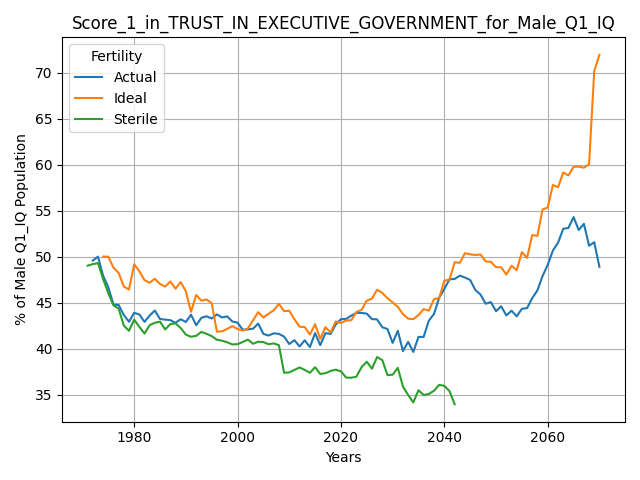 Score_1_in_TRUST_IN_EXECUTIVE_GOVERNMENT_for_Male_Q1_IQ
Fertility
Actual
Ideal
Sterile
% of Male Q1_IQ Population
70
65
60
55
50
45
40
35
1980
2000
2020
2040
2060
Years